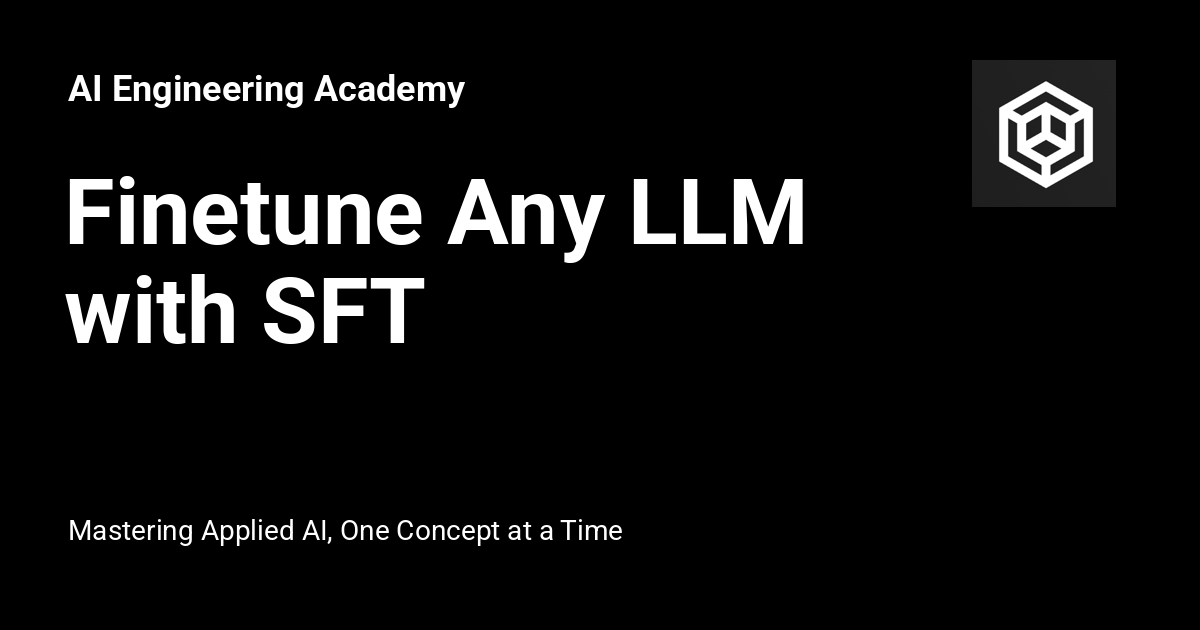 AI Engineering Academy
Finetune Any LLM
with SFT
Mastering Applied AI, One Concept at a Time